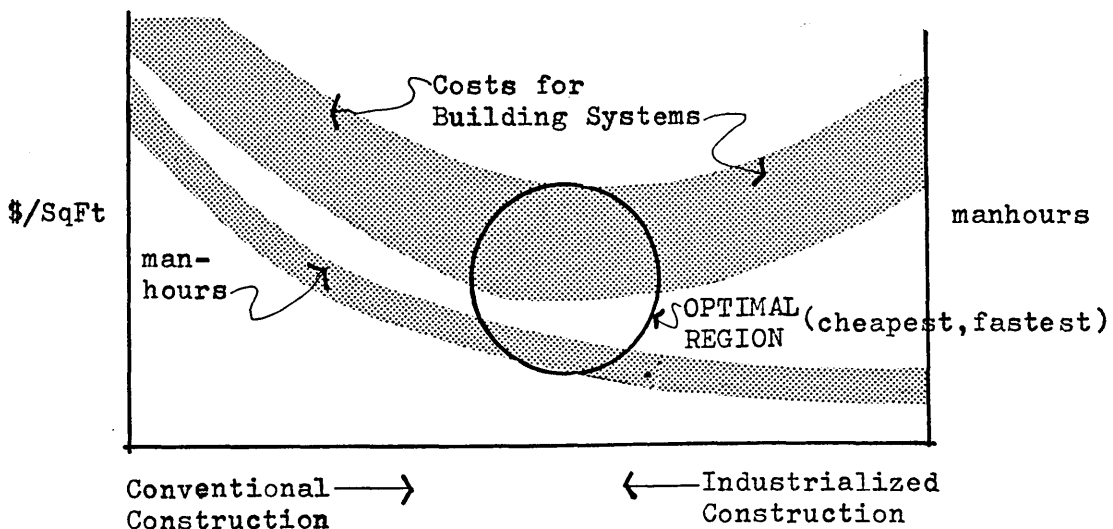 Costs for
Building Systems
$/SqFt
manhours
man-
hours
OPTIMAL (cheapest,fastest)
REGION
Conventional
Construction
Industrialized
Construction